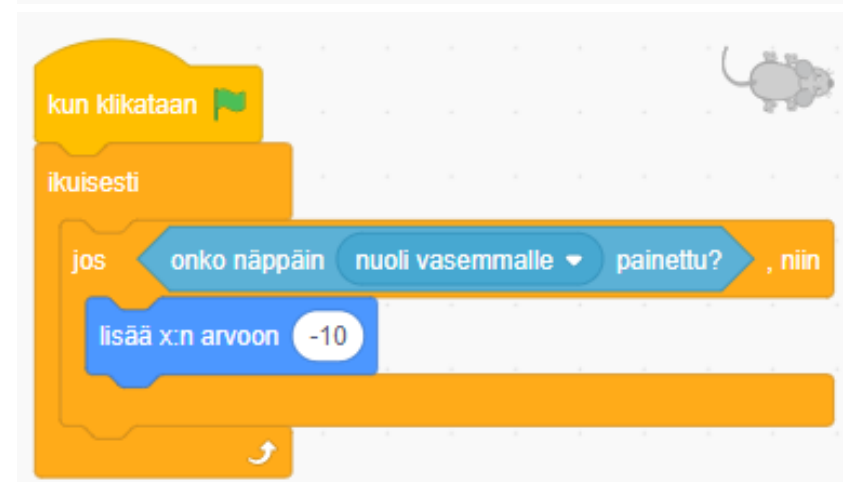 kun klikataan
ikuisesti
jos onko näppäin nuoli vasemmalle painettu? , niin
lisää x:n arvoon -10